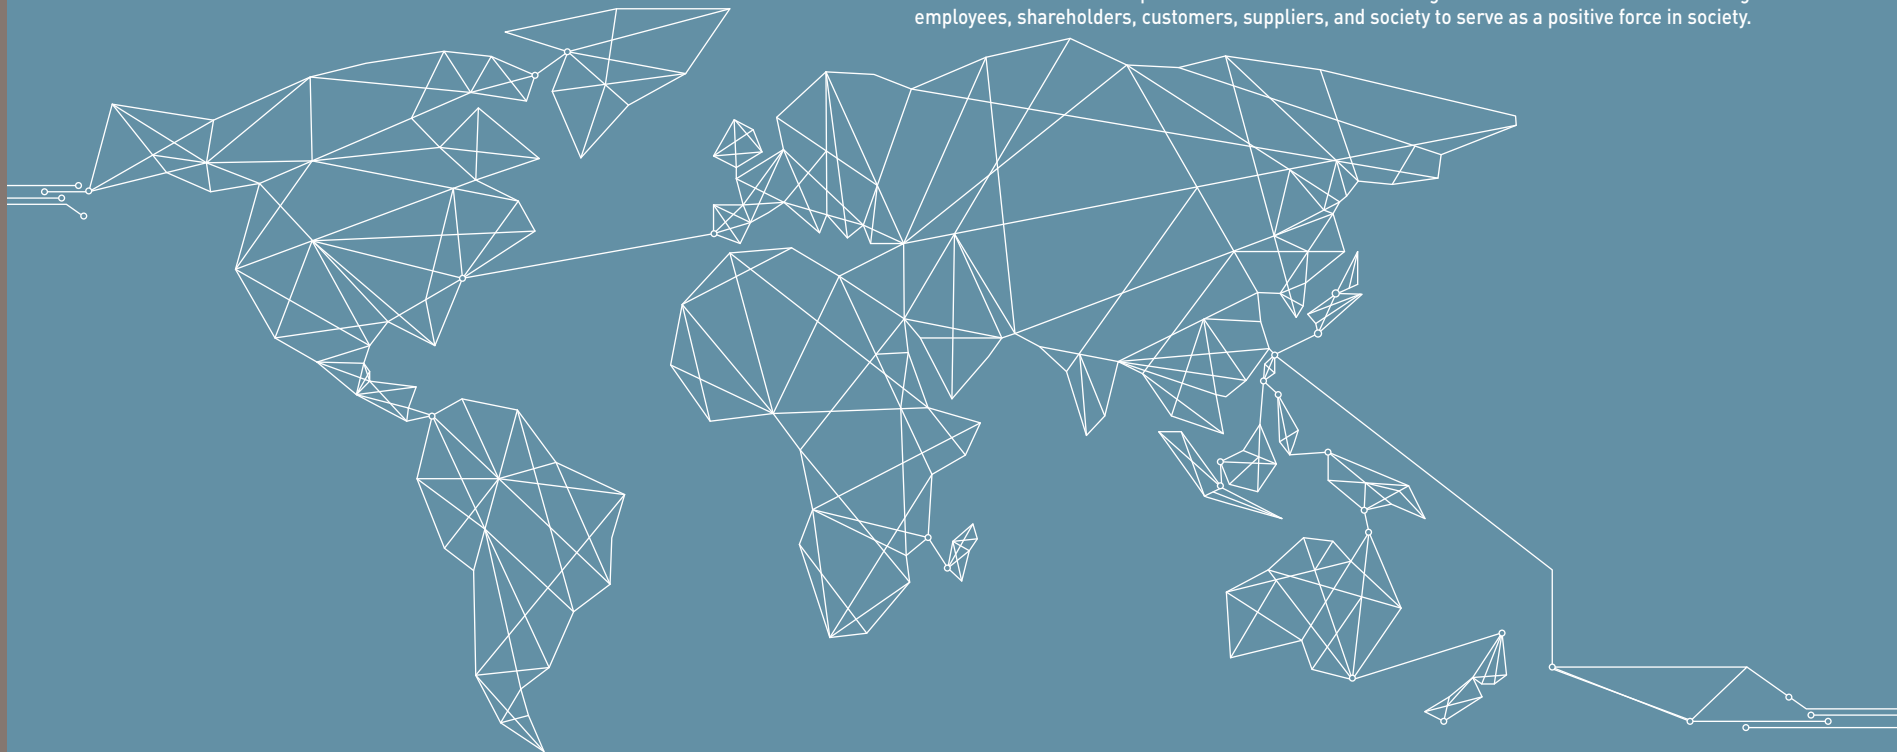 employees, shareholders, customers, suppliers, and society to serve as a positive force in society.